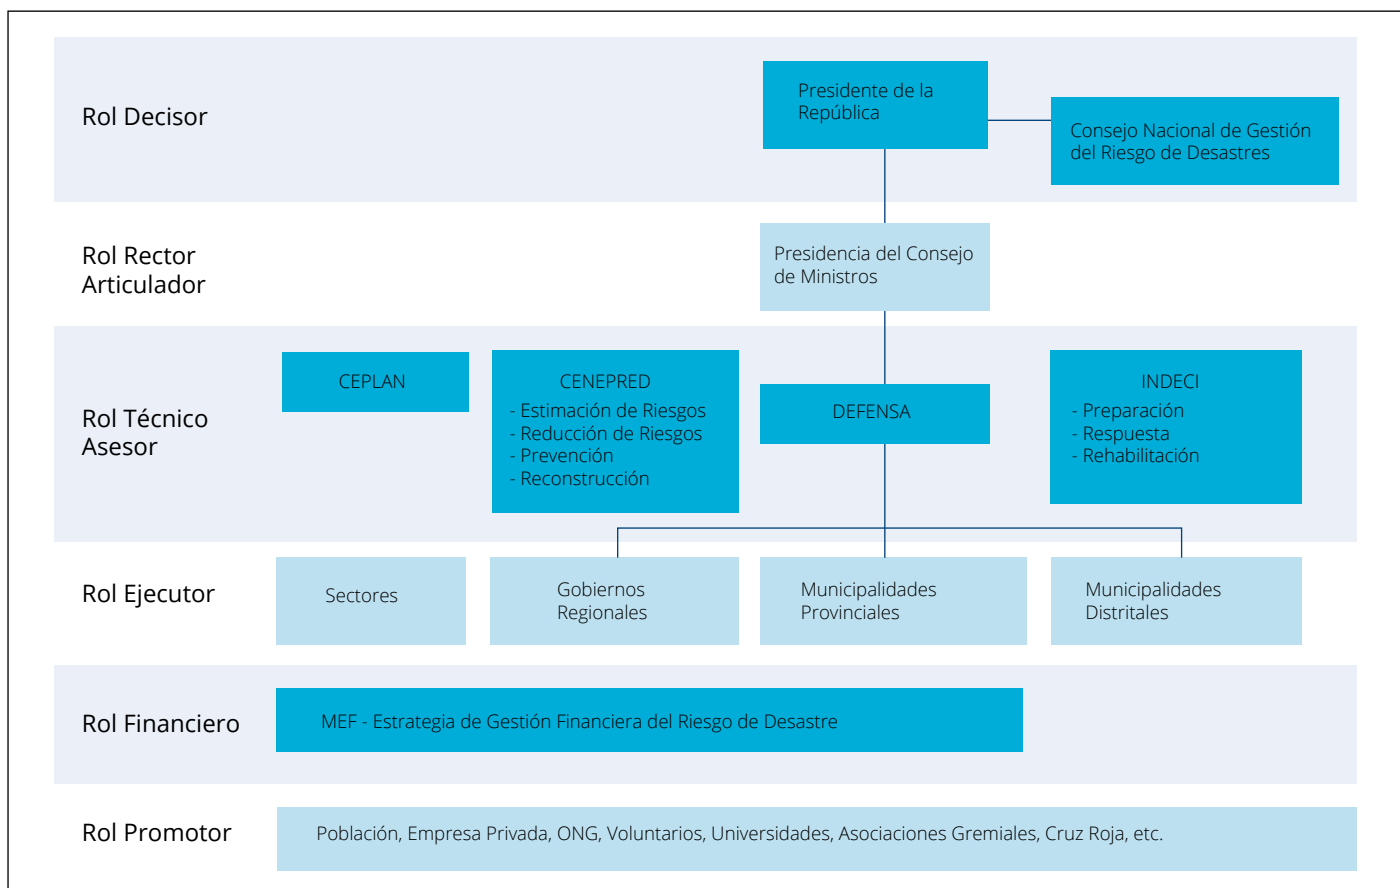 Rol Decisor
Presidente de la
República
Consejo Nacional de Gestión
del Riesgo de Desastres
Rol Rector
Articulador
Presidencia del Consejo
de Ministros
Rol Técnico
Asesor
CEPLAN
CENEPRED
- Estimación de Riesgos
- Reducción de Riesgos
- Prevención
- Reconstrucción
DEFENSA
INDECI
- Preparación
- Respuesta
- Rehabilitación
Rol Ejecutor
Sectores
Gobiernos
Regionales
Municipalidades
Provinciales
Municipalidades
Distritales
Rol Financiero
MEF - Estrategia de Gestión Financiera del Riesgo de Desastre
Rol Promotor
Población, Empresa Privada, ONG, Voluntarios, Universidades, Asociaciones Gremiales, Cruz Roja, etc.